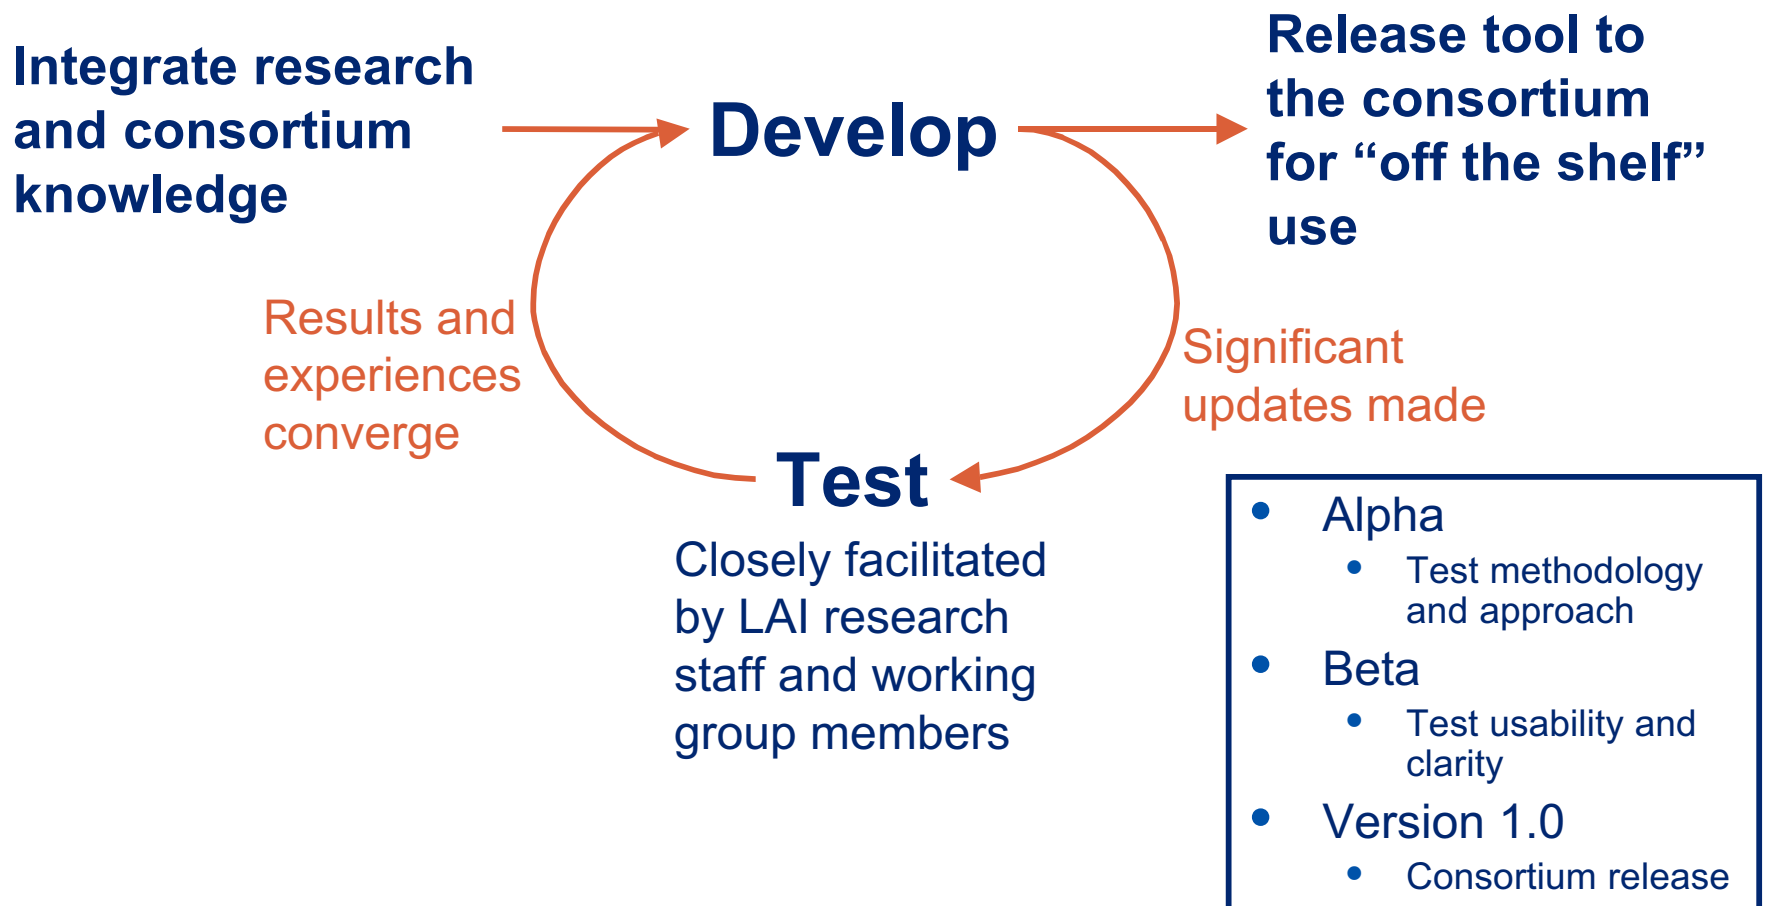 Integrate research
and consortium
knowledge
Develop
Release tool to
the consortium
for “off the shelf”
use
Results and
experiences
converge
Significant
updates made
Test
Closely facilitated
by LAI research
staff and working
group members
• Alpha
• Test methodology
and approach
• Beta
• Test usability and
clarity
• Version 1.0
• Consortium release